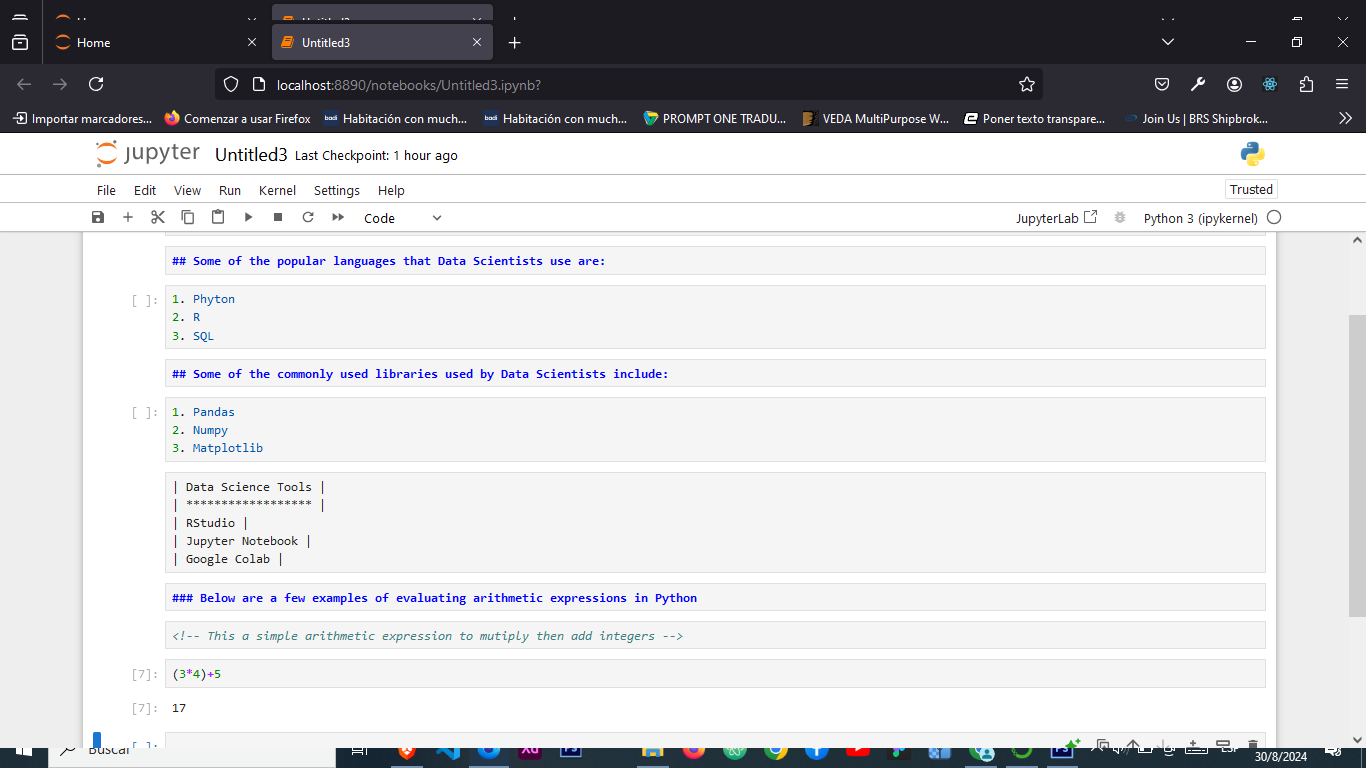 Home
Untitled3
localhost:8890/notebooks/Untitled3.ipynb?
Importar marcadores...
Comenzar a usar Firefox
badi
Habitación con much...
badi
Habitación con much...
PROMPT ONE TRADU...
VEDA MultiPurpose W...
Poner texto transpare...
Join Us | BRS Shipbrok...
jupyter
Untitled3 Last Checkpoint: 1 hour ago
File Edit View Run Kernel Settings Help
Trusted
Code
JupyterLab
Python 3 (ipykernel)
## Some of the popular languages that Data Scientists use are:
[ ]:
1. Phyton
2. R
3. SQL
## Some of the commonly used libraries used by Data Scientists include:
[ ]:
1. Pandas
2. Numpy
3. Matplotlib
| Data Science Tools |
| ****************** |
| RStudio |
| Jupyter Notebook |
| Google Colab |
### Below are a few examples of evaluating arithmetic expressions in Python
<!-- This a simple arithmetic expression to mutiply then add integers -->
[7]: (3*4)+5
[7]: 17
[ ]:
Buscar
ESP
30/8/2024